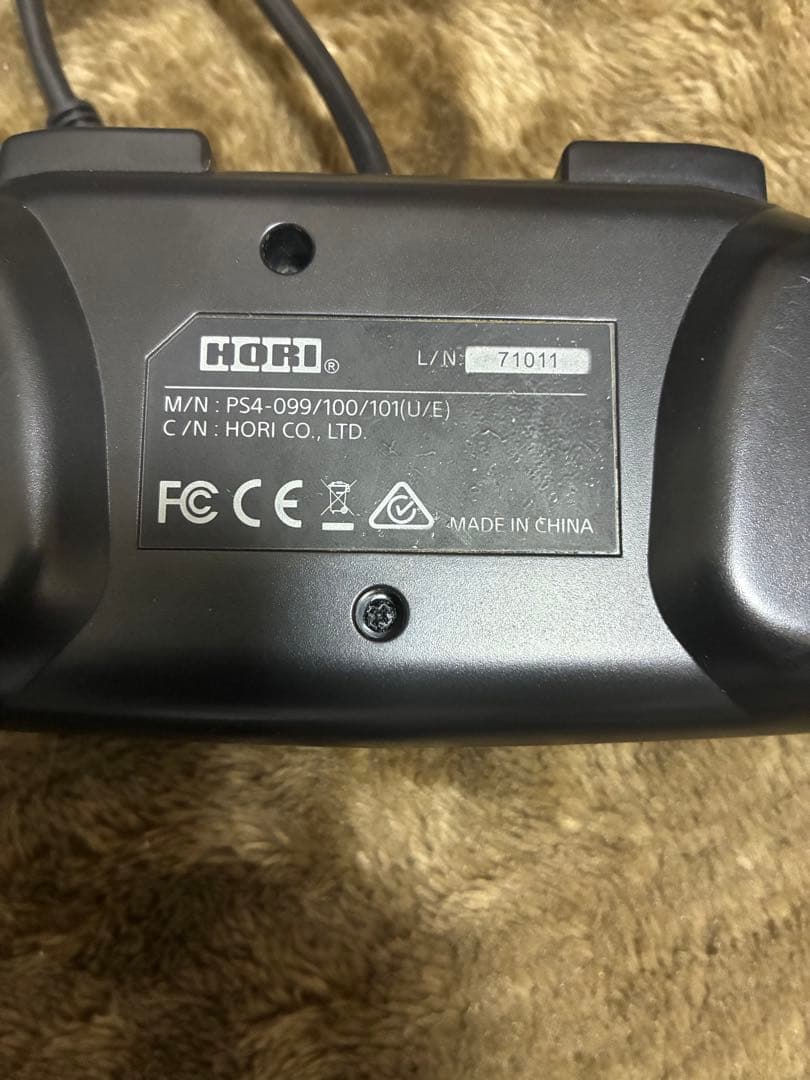 HORI® L/N: 71011
M/N : PS4-099/100/101(U/E)
C/N : HORI CO., LTD.
FC CE MADE IN CHINA